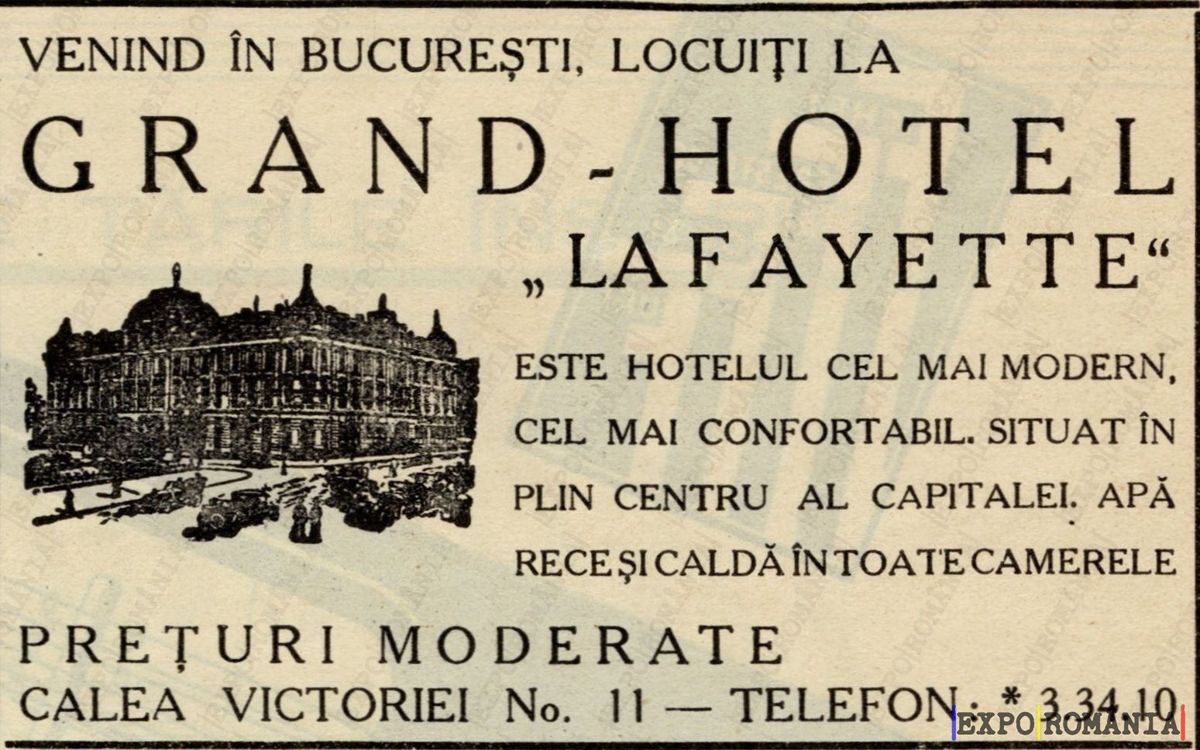 VENIND ÎN BUCUREȘTI, LOCUIȚI LA
GRAND-HOTEL
„LAFAYETTE“
ESTE HOTELUL CEL MAI MODERN,
CEL MAI CONFORTABIL. SITUAT ÎN
PLIN CENTRU AL CAPITALEI. APĂ
RECE ȘI CALDĂ ÎN TOATE CAMERELE
PREȚURI MODERATE
CALEA VICTORIEI No. 11 — TELEFON: * 3.34.10
|EXPO|ROMANIA|